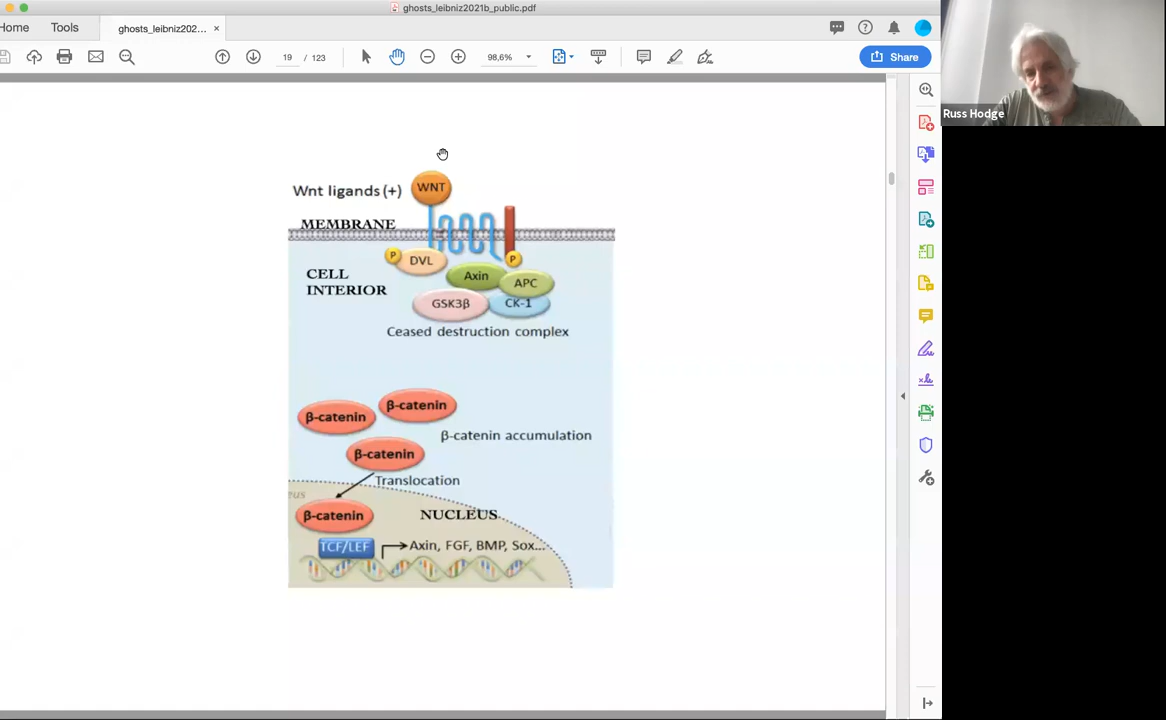 ghosts_leibniz2021b_public.pdf
Home
Tools
ghosts_leibniz202... ×
19 / 123
98,6%
Share
Russ Hodge
Wnt ligands (+)
WNT
MEMBRANE
P
DVL
P
CELL
INTERIOR
Axin
APC
GSK3β
CK-1
Ceased destruction complex
β-catenin
β-catenin
β-catenin accumulation
β-catenin
Translocation
eus
β-catenin
NUCLEUS
TCF/LEF
Axin, FGF, BMP, Sox...